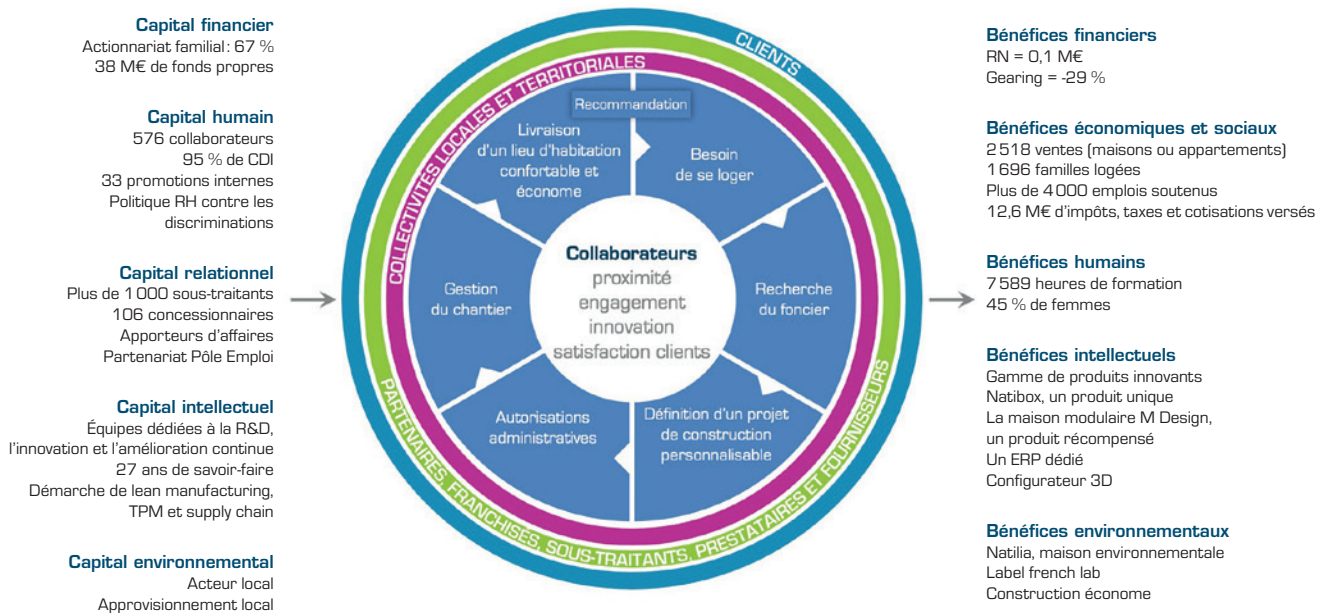 Capital financier
Actionnariat familial : 67 %
38 M€ de fonds propres
Capital humain
576 collaborateurs
95 % de CDI
33 promotions internes
Politique RH contre les
discriminations
Capital relationnel
Plus de 1 000 sous-traitants
106 concessionnaires
Apporteurs d'affaires
Partenariat Pôle Emploi
Capital intellectuel
Équipes dédiées à la R&D,
l'innovation et l'amélioration continue
27 ans de savoir-faire
Démarche de lean manufacturing,
TPM et supply chain
Capital environnemental
Acteur local
Approvisionnement local
CLIENTS
COLLECTIVITÉS LOCALES ET TERRITORIALES
PARTENAIRES, FRANCHISÉS, SOUS-TRAITANTS, PRESTATAIRES ET FOURNISSEURS
Recommandation
Besoin
de se loger
Recherche
du foncier
Définition d'un projet
de construction
personnalisable
Autorisations
administratives
Gestion
du chantier
Livraison
d'un lieu d'habitation
confortable et
économe
Collaborateurs
proximité
engagement
innovation
satisfaction clients
Bénéfices financiers
RN = 0,1 M€
Gearing = -29 %
Bénéfices économiques et sociaux
2 518 ventes (maisons ou appartements)
1 696 familles logées
Plus de 4 000 emplois soutenus
12,6 M€ d'impôts, taxes et cotisations versés
Bénéfices humains
7 589 heures de formation
45 % de femmes
Bénéfices intellectuels
Gamme de produits innovants
Natibox, un produit unique
La maison modulaire M Design,
un produit récompensé
Un ERP dédié
Configurateur 3D
Bénéfices environnementaux
Natilia, maison environnementale
Label french lab
Construction économe